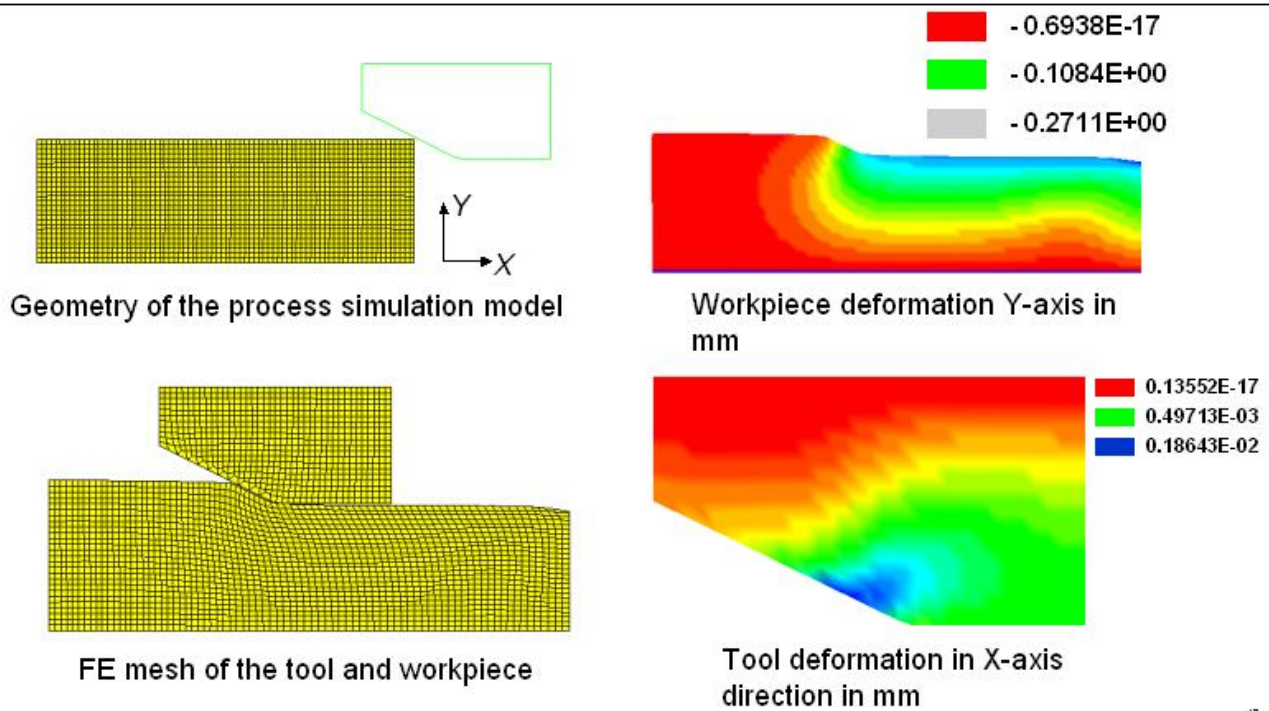 - 0.6938E-17
- 0.1084E+00
- 0.2711E+00
Y
X
Geometry of the process simulation model
Workpiece deformation Y-axis in
mm
0.13552E-17
0.49713E-03
0.18643E-02
FE mesh of the tool and workpiece
Tool deformation in X-axis
direction in mm